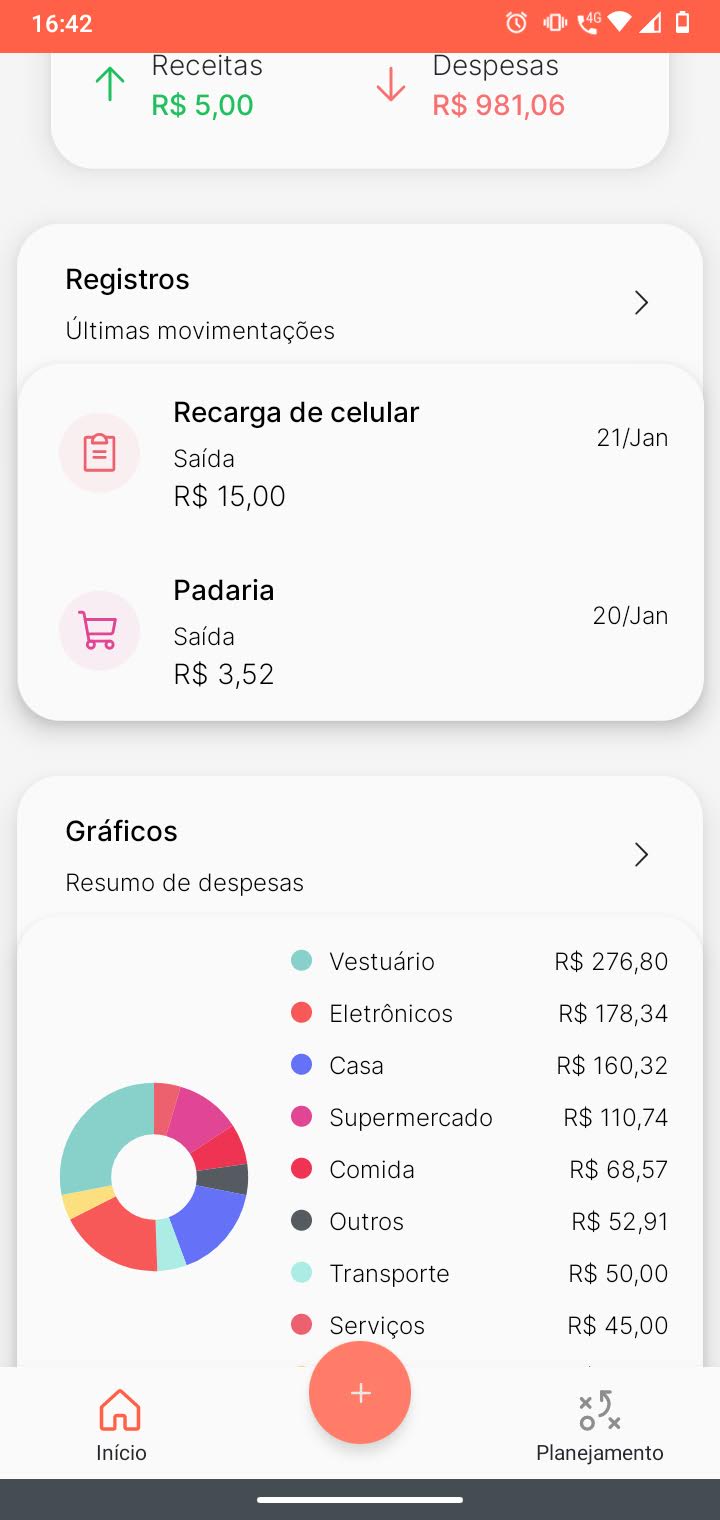 16:42
4G
Receitas
R$ 5,00
Despesas
R$ 981,06
Registros
Últimas movimentações
Recarga de celular
Saída
R$ 15,00
21/Jan
Padaria
Saída
R$ 3,52
20/Jan
Gráficos
Resumo de despesas
Vestuário R$ 276,80
Eletrônicos R$ 178,34
Casa R$ 160,32
Supermercado R$ 110,74
Comida R$ 68,57
Outros R$ 52,91
Transporte R$ 50,00
Serviços R$ 45,00
Início
Planejamento